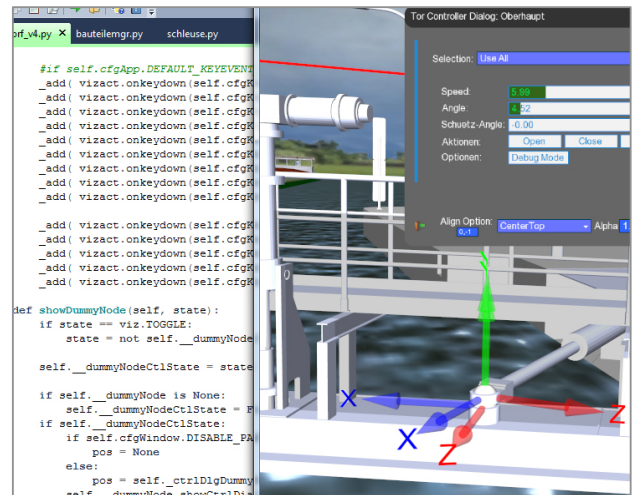 orf_v4.py × bauteilemgr.py schleuse.py
#if self.cfgApp.DEFAULT_KEYEVENT
_add( vizact.onkeydown(self.cfgK
_add( vizact.onkeydown(self.cfgK
_add( vizact.onkeydown(self.cfgK
_add( vizact.onkeydown(self.cfgK
_add( vizact.onkeydown(self.cfgK
_add( vizact.onkeydown(self.cfgK
_add( vizact.onkeydown(self.cfgK
_add( vizact.onkeydown(self.cfgK
_add( vizact.onkeydown(self.cfgK
_add( vizact.onkeydown(self.cfgK
_add( vizact.onkeydown(self.cfgK
_add( vizact.onkeydown(self.cfgK
_add( vizact.onkeydown(self.cfgK
def showDummyNode(self, state):
if state == viz.TOGGLE:
state = not self.__dummyNode
self.__dummyNodeCtlState = state
if self.__dummyNode is None:
self.__dummyNodeCtlState = F
if self.__dummyNodeCtlState:
if self.cfgWindow.DISABLE_PA
pos = None
else:
pos = self._ctrlDlgDummy
self.__dummyNode.showCtrlDia
Tor Controller Dialog: Oberhaupt
Selection: Use All
Speed: 5.99
Angle: 4.52
Schuetz-Angle: -0.00
Aktionen: Open Close
Optionen: Debug Mode
Align Option: CenterTop Alpha 1
0,-1
Y
X
Z
X
Z